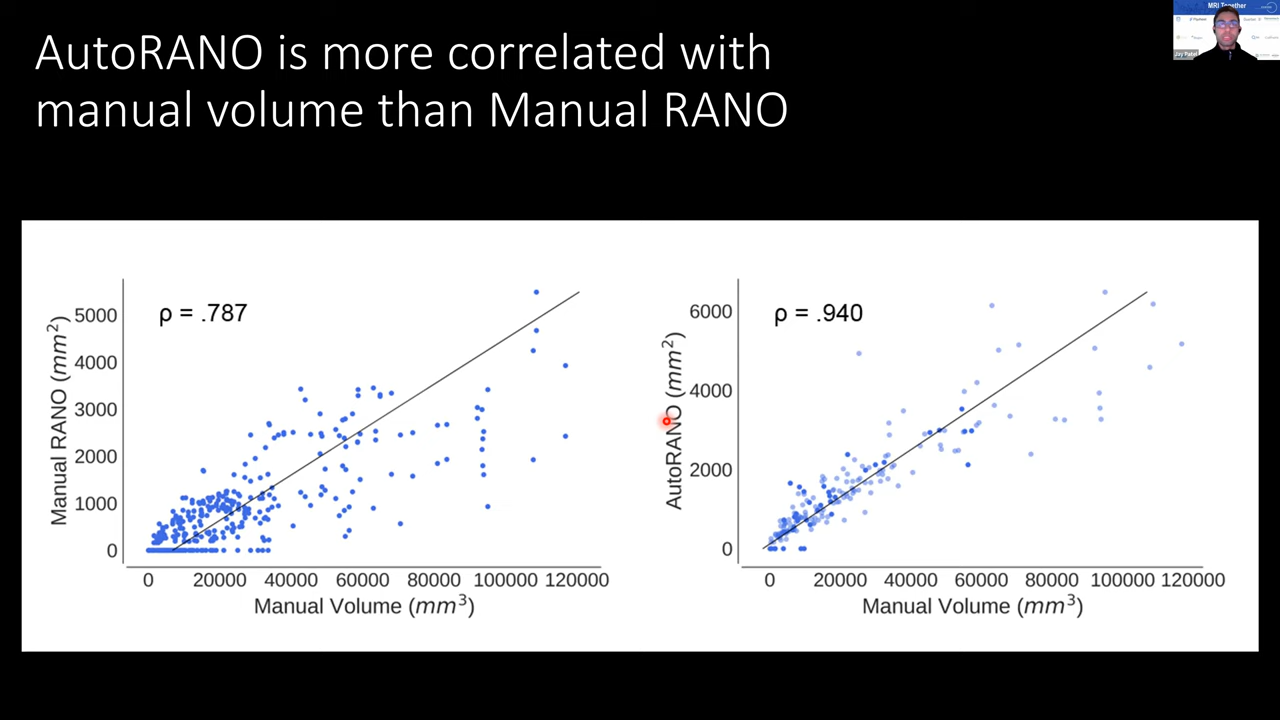 AutoRANO is more correlated with
manual volume than Manual RANO
MRI Together
Jay Patel
ρ = .787
5000
4000
3000
2000
1000
0
Manual RANO (mm²)
0 20000 40000 60000 80000 100000 120000
Manual Volume (mm³)
ρ = .940
6000
4000
2000
0
AutoRANO (mm²)
0 20000 40000 60000 80000 100000 120000
Manual Volume (mm³)